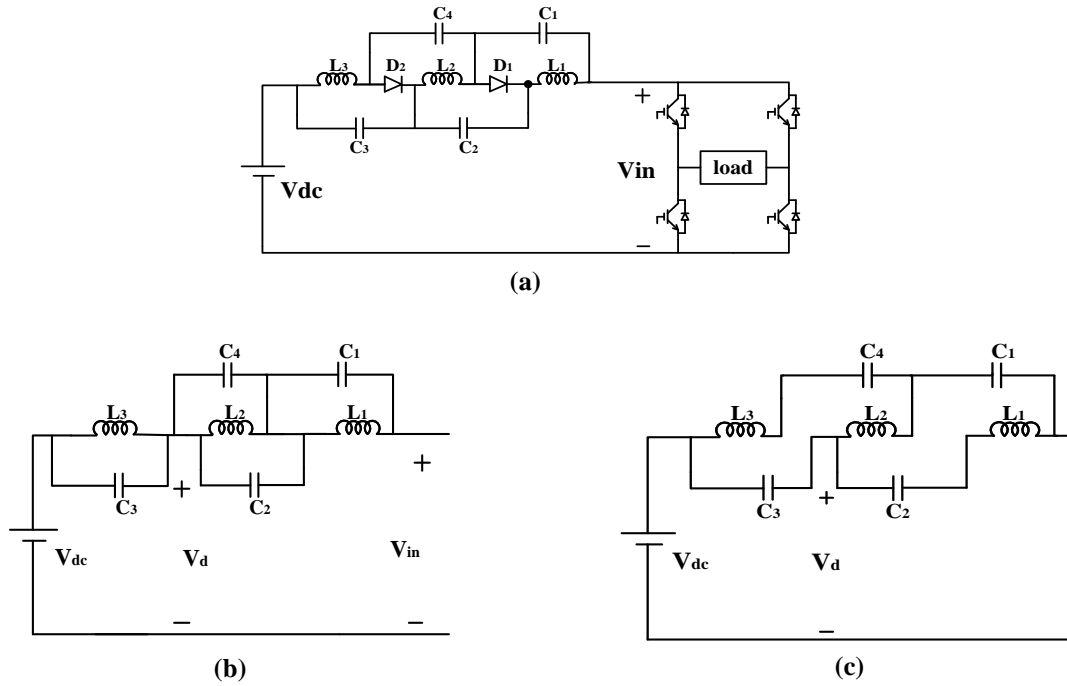 C4 C1
L3 D2 L2 D1 L1
+
C3 C2
Vdc Vin load
−
(a)
C4 C1
L3 L2 L1
+
+
C3 C2
Vdc Vd Vin
− −
(b)
C4 C1
L3 L2 L1
+
C3 C2
Vdc Vd
−
(c)